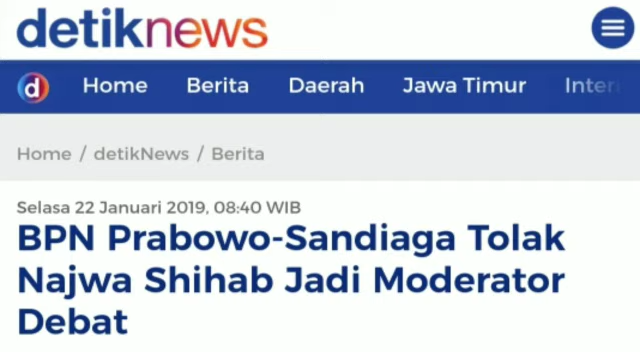 detiknews
d Home Berita Daerah Jawa Timur Inter
Home / detikNews / Berita
Selasa 22 Januari 2019, 08:40 WIB
BPN Prabowo-Sandiaga Tolak
Najwa Shihab Jadi Moderator
Debat